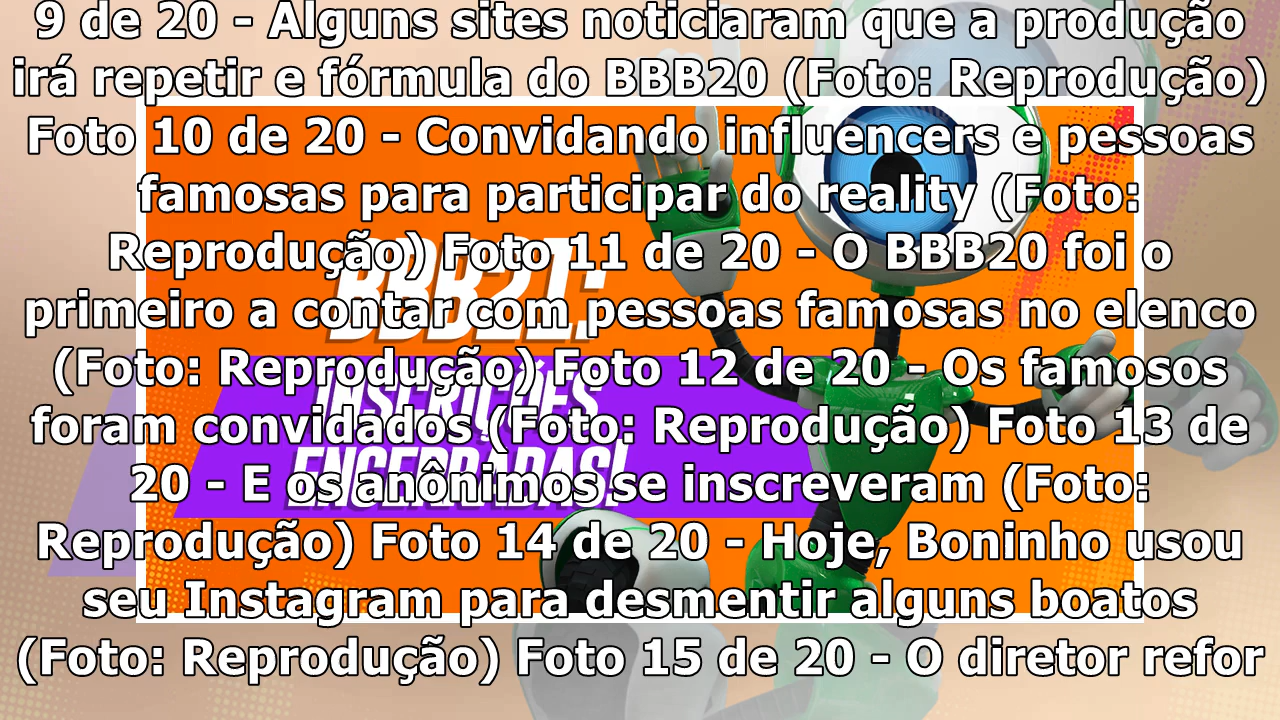 9 de 20 - Alguns sites noticiaram que a produção
irá repetir e fórmula do BBB20 (Foto: Reprodução)
Foto 10 de 20 - Convidando influencers e pessoas
famosas para participar do reality (Foto:
Reprodução) Foto 11 de 20 - O BBB20 foi o
primeiro a contar com pessoas famosas no elenco
(Foto: Reprodução) Foto 12 de 20 - Os famosos
foram convidados (Foto: Reprodução) Foto 13 de
20 - E os anônimos se inscreveram (Foto:
Reprodução) Foto 14 de 20 - Hoje, Boninho usou
seu Instagram para desmentir alguns boatos
(Foto: Reprodução) Foto 15 de 20 - O diretor refor
BBB21:
INSCRIÇÕES
ENCERRADAS!